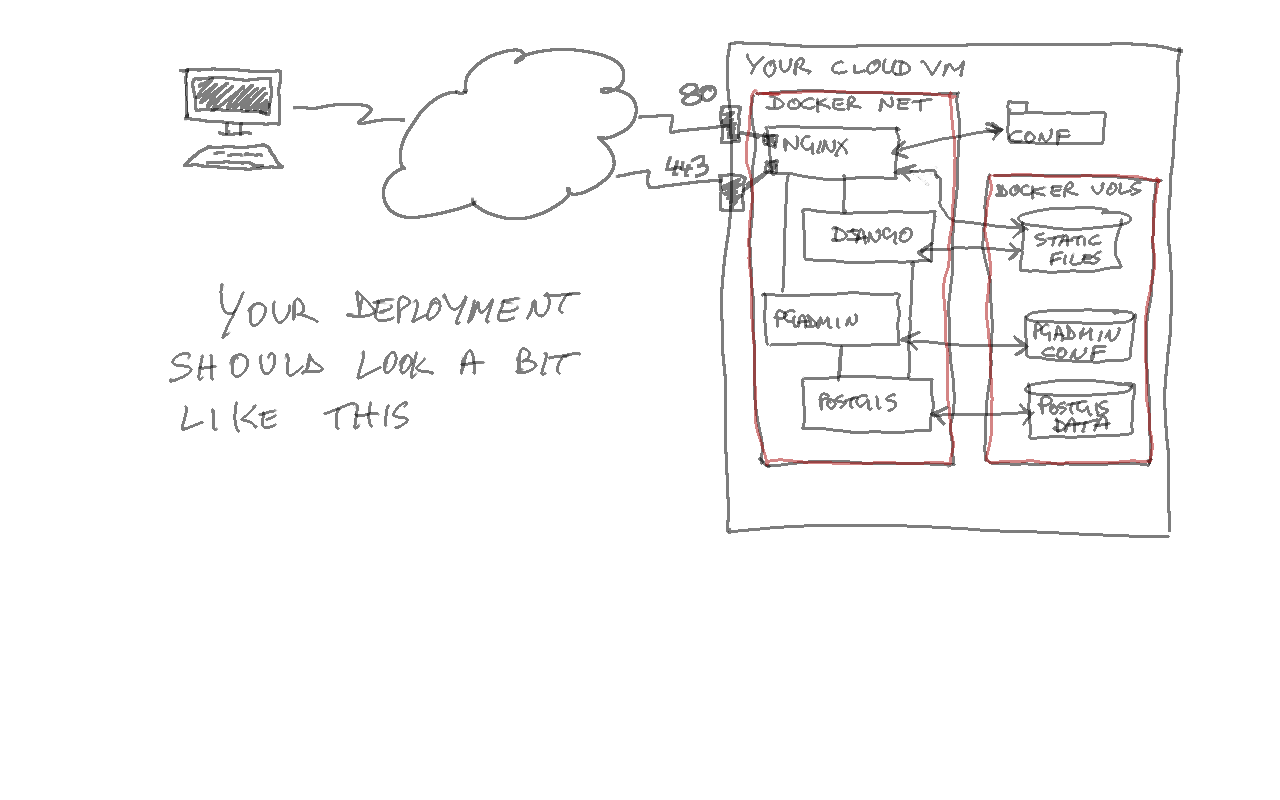 YOUR CLOUD VM
80
DOCKER NET
NGINX
CONF
443
DOCKER VOLS
DJANGO
STATIC
FILES
YOUR DEPLOYMENT
SHOULD LOOK A BIT
LIKE THIS
PGADMIN
PGADMIN
CONF
POSTGIS
POSTGIS
DATA